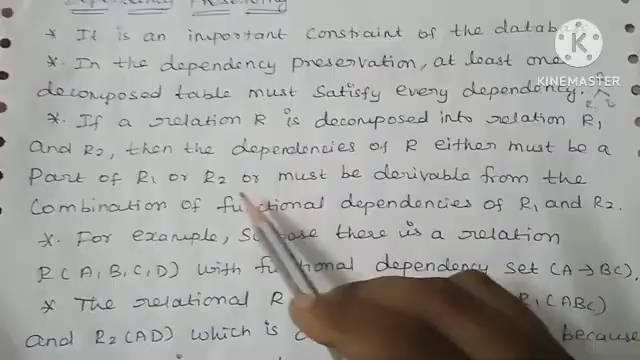 Dependency Preserving
* It is an important constraint of the datab
* In the dependency preservation, at least one
decomposed table must satisfy every dependency.
* If a relation R is decomposed into relation R1
and R2, then the dependencies of R either must be a
Part of R1 or R2 or must be derivable from the
Combination of functional dependencies of R1 and R2.
* For example, Suppose there is a relation
R(A, B, C, D) with functional dependency set (A→BC).
* The relational R R1(ABC)
and R2(AD) which is because
KINEMASTER